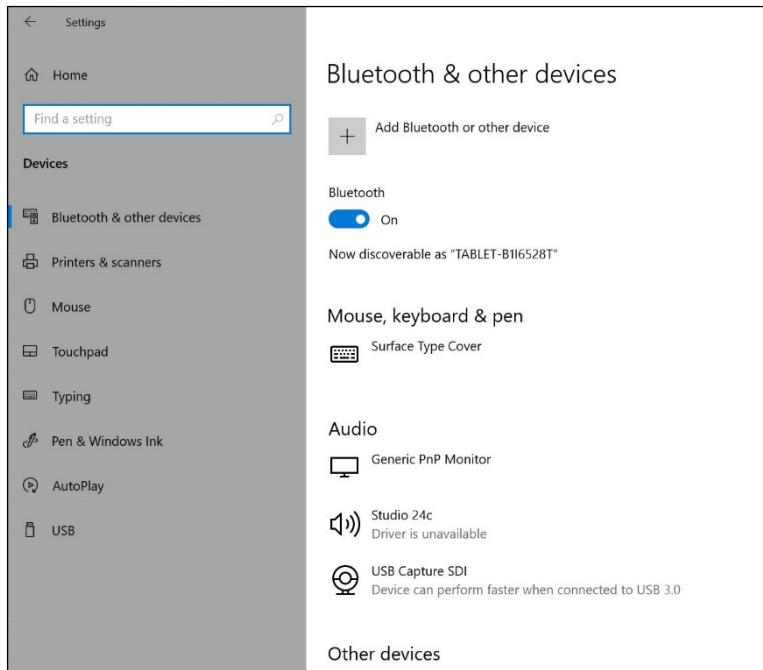 Settings
Home
Find a setting
Devices
Bluetooth & other devices
Printers & scanners
Mouse
Touchpad
Typing
Pen & Windows Ink
AutoPlay
USB
Bluetooth & other devices
Add Bluetooth or other device
Bluetooth
On
Now discoverable as "TABLET-B1I6528T"
Mouse, keyboard & pen
Surface Type Cover
Audio
Generic PnP Monitor
Studio 24c
Driver is unavailable
USB Capture SDI
Device can perform faster when connected to USB 3.0
Other devices